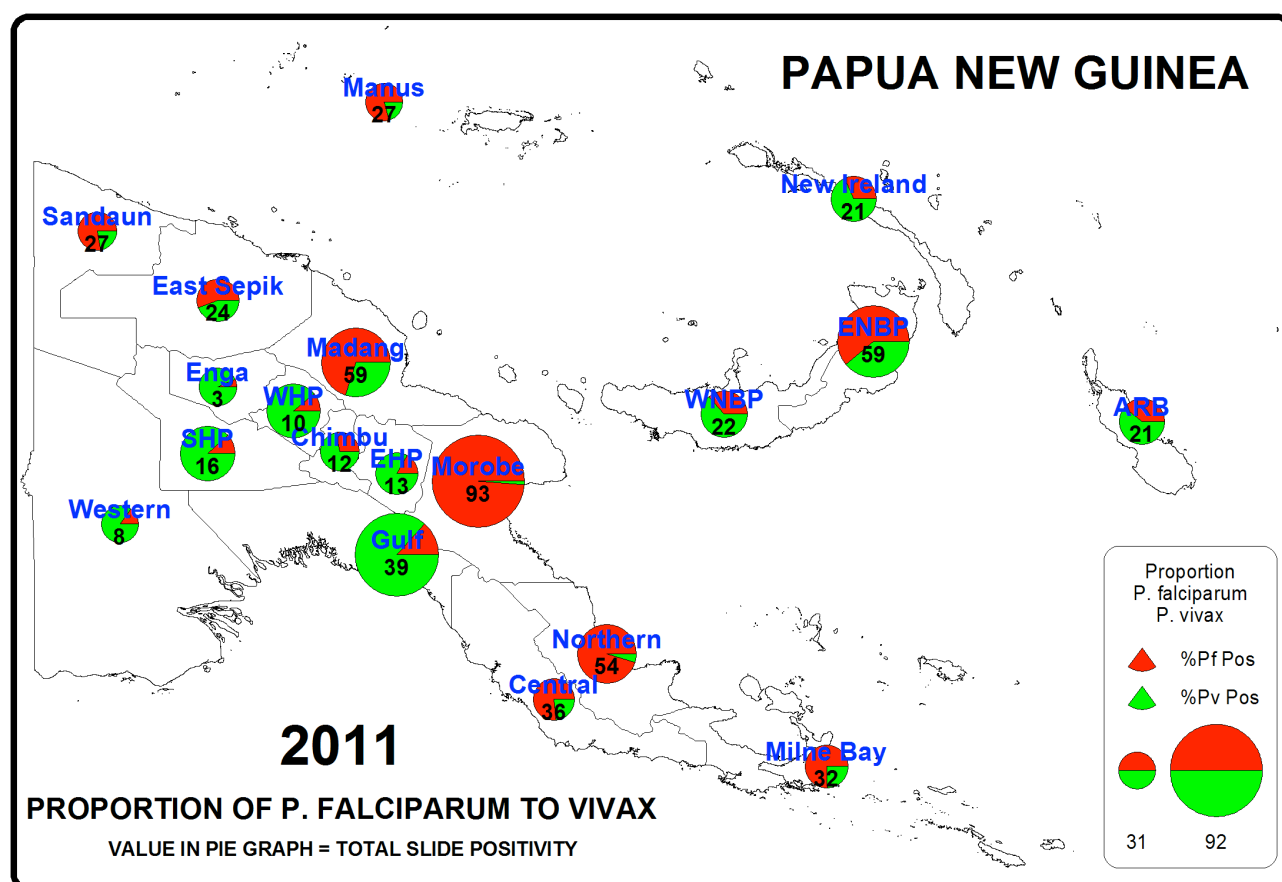 PAPUA NEW GUINEA
Manus
27
New Ireland
21
Sandaun
27
East Sepik
24
Madang
59
ENBP
59
Enga
3
WHP
10
WNBP
22
ARB
21
SHP
16
Chimbu
12
EHP
13
Morobe
93
Western
8
Gulf
39
Northern
54
Central
36
Milne Bay
32
2011
PROPORTION OF P. FALCIPARUM TO VIVAX
VALUE IN PIE GRAPH = TOTAL SLIDE POSITIVITY
Proportion
P. falciparum
P. vivax
%Pf Pos
%Pv Pos
31 92